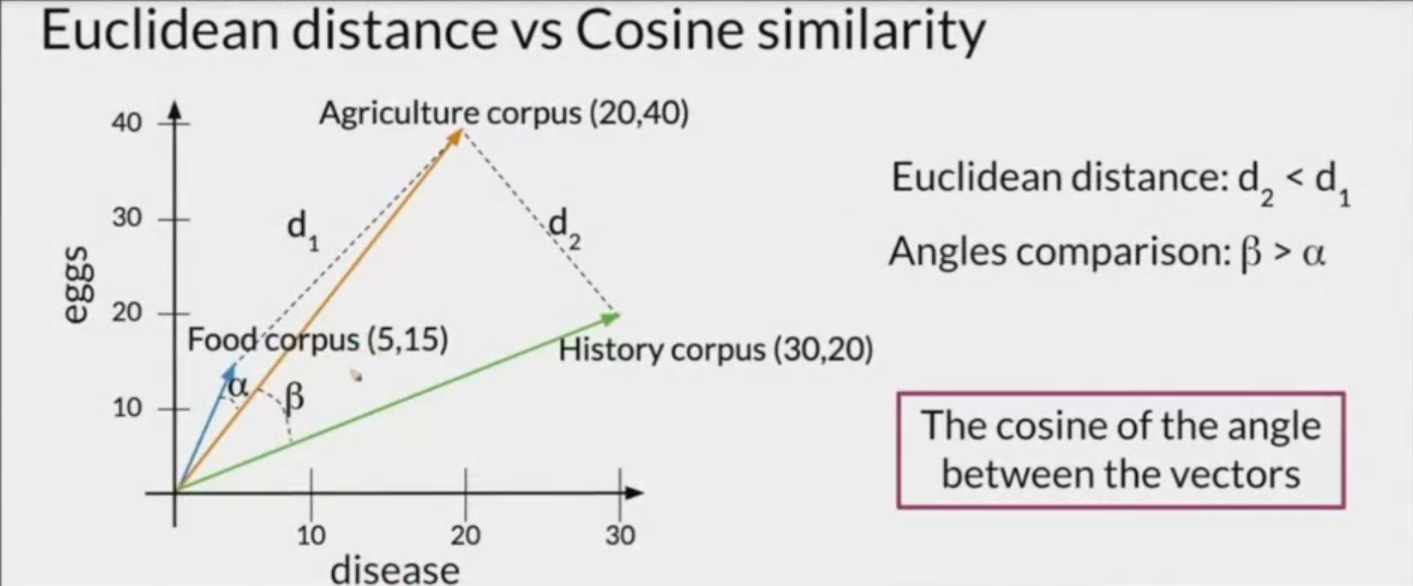 Euclidean distance vs Cosine similarity
Agriculture corpus (20,40)
40
30
d₁
d₂
eggs
20
Food corpus (5,15)
History corpus (30,20)
α
β
10
10 20 30
disease
Euclidean distance: d₂ < d₁
Angles comparison: β > α
The cosine of the angle
between the vectors